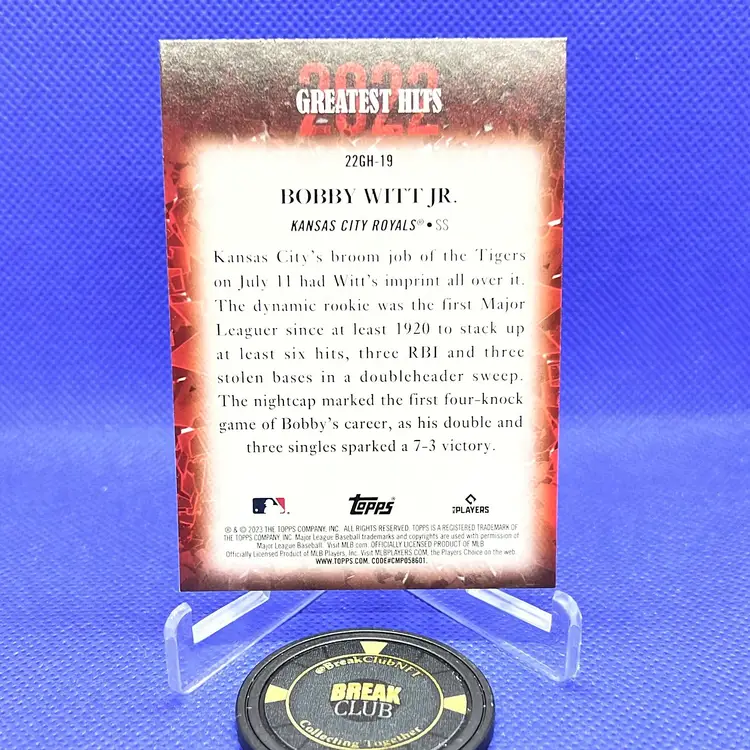 2022
GREATEST HITS
22GH-19
BOBBY WITT JR.
KANSAS CITY ROYALS® • SS
Kansas City's broom job of the Tigers
on July 11 had Witt's imprint all over it.
The dynamic rookie was the first Major
Leaguer since at least 1920 to stack up
at least six hits, three RBI and three
stolen bases in a doubleheader sweep.
The nightcap marked the first four-knock
game of Bobby's career, as his double and
three singles sparked a 7-3 victory.
topps
PLAYERS
® & © 2023 THE TOPPS COMPANY, INC. ALL RIGHTS RESERVED. TOPPS IS A REGISTERED TRADEMARK OF
THE TOPPS COMPANY, INC. Major League Baseball trademarks and copyrights are used with permission of
Major League Baseball. Visit MLB.com. OFFICIALLY LICENSED PRODUCT OF MLB
Officially Licensed Product of MLB Players, Inc. Visit MLBPLAYERS.COM, the Players Choice on the web.
WWW.TOPPS.COM. CODE#CMP058601.
@BreakClubNFT
BREAK
CLUB
Collecting Together